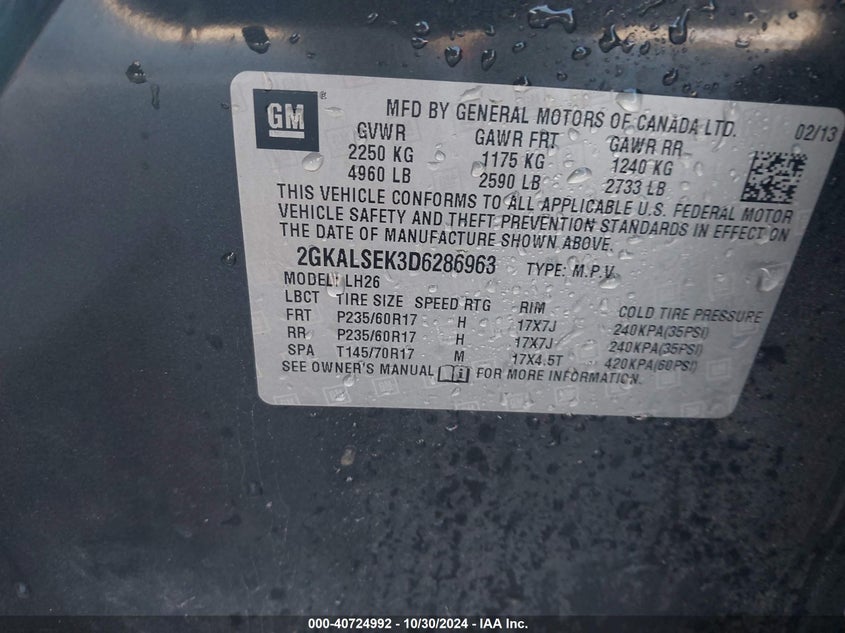 GM ®
MFD BY GENERAL MOTORS OF CANADA LTD. 02/13
GVWR GAWR FRT GAWR RR
2250 KG 1175 KG 1240 KG
4960 LB 2590 LB 2733 LB
THIS VEHICLE CONFORMS TO ALL APPLICABLE U.S. FEDERAL MOTOR
VEHICLE SAFETY AND THEFT PREVENTION STANDARDS IN EFFECT ON
THE DATE OF MANUFACTURE SHOWN ABOVE.
2GKALSEK3D6286963 TYPE: M.P.V.
MODEL: LH26
LBCT TIRE SIZE SPEED RTG RIM COLD TIRE PRESSURE
FRT P235/60R17 H 17X7J 240KPA(35PSI)
RR P235/60R17 H 17X7J 240KPA(35PSI)
SPA T145/70R17 M 17X4.5T 420KPA(60PSI)
SEE OWNER'S MANUAL FOR MORE INFORMATION.
000-40724992 - 10/30/2024 - IAA Inc.